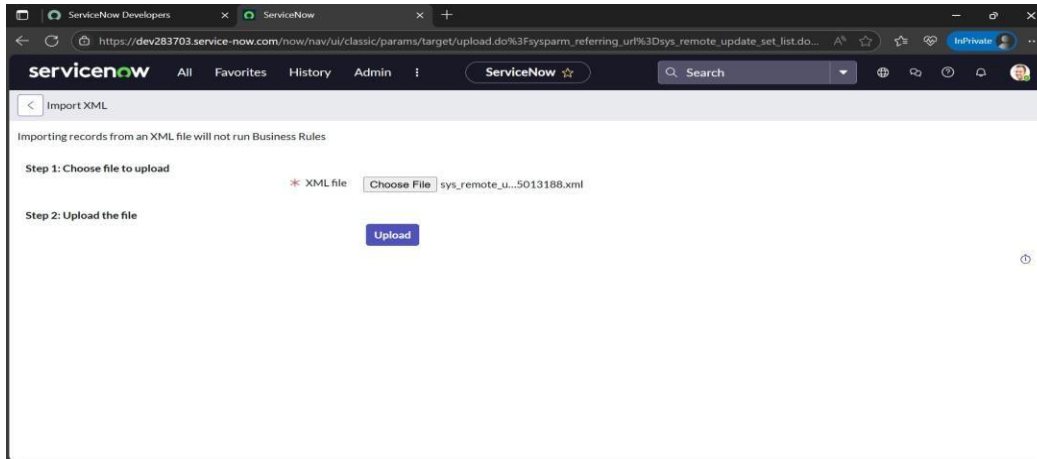 ServiceNow Developers
ServiceNow
https://dev283703.service-now.com/now/nav/ui/classic/params/target/upload.do%3Fsysparm_referring_url%3Dsys_remote_update_set_list.do...
InPrivate
servicenow All Favorites History Admin ServiceNow Search
Import XML
Importing records from an XML file will not run Business Rules
Step 1: Choose file to upload
XML file Choose File sys_remote_u...5013188.xml
Step 2: Upload the file
Upload